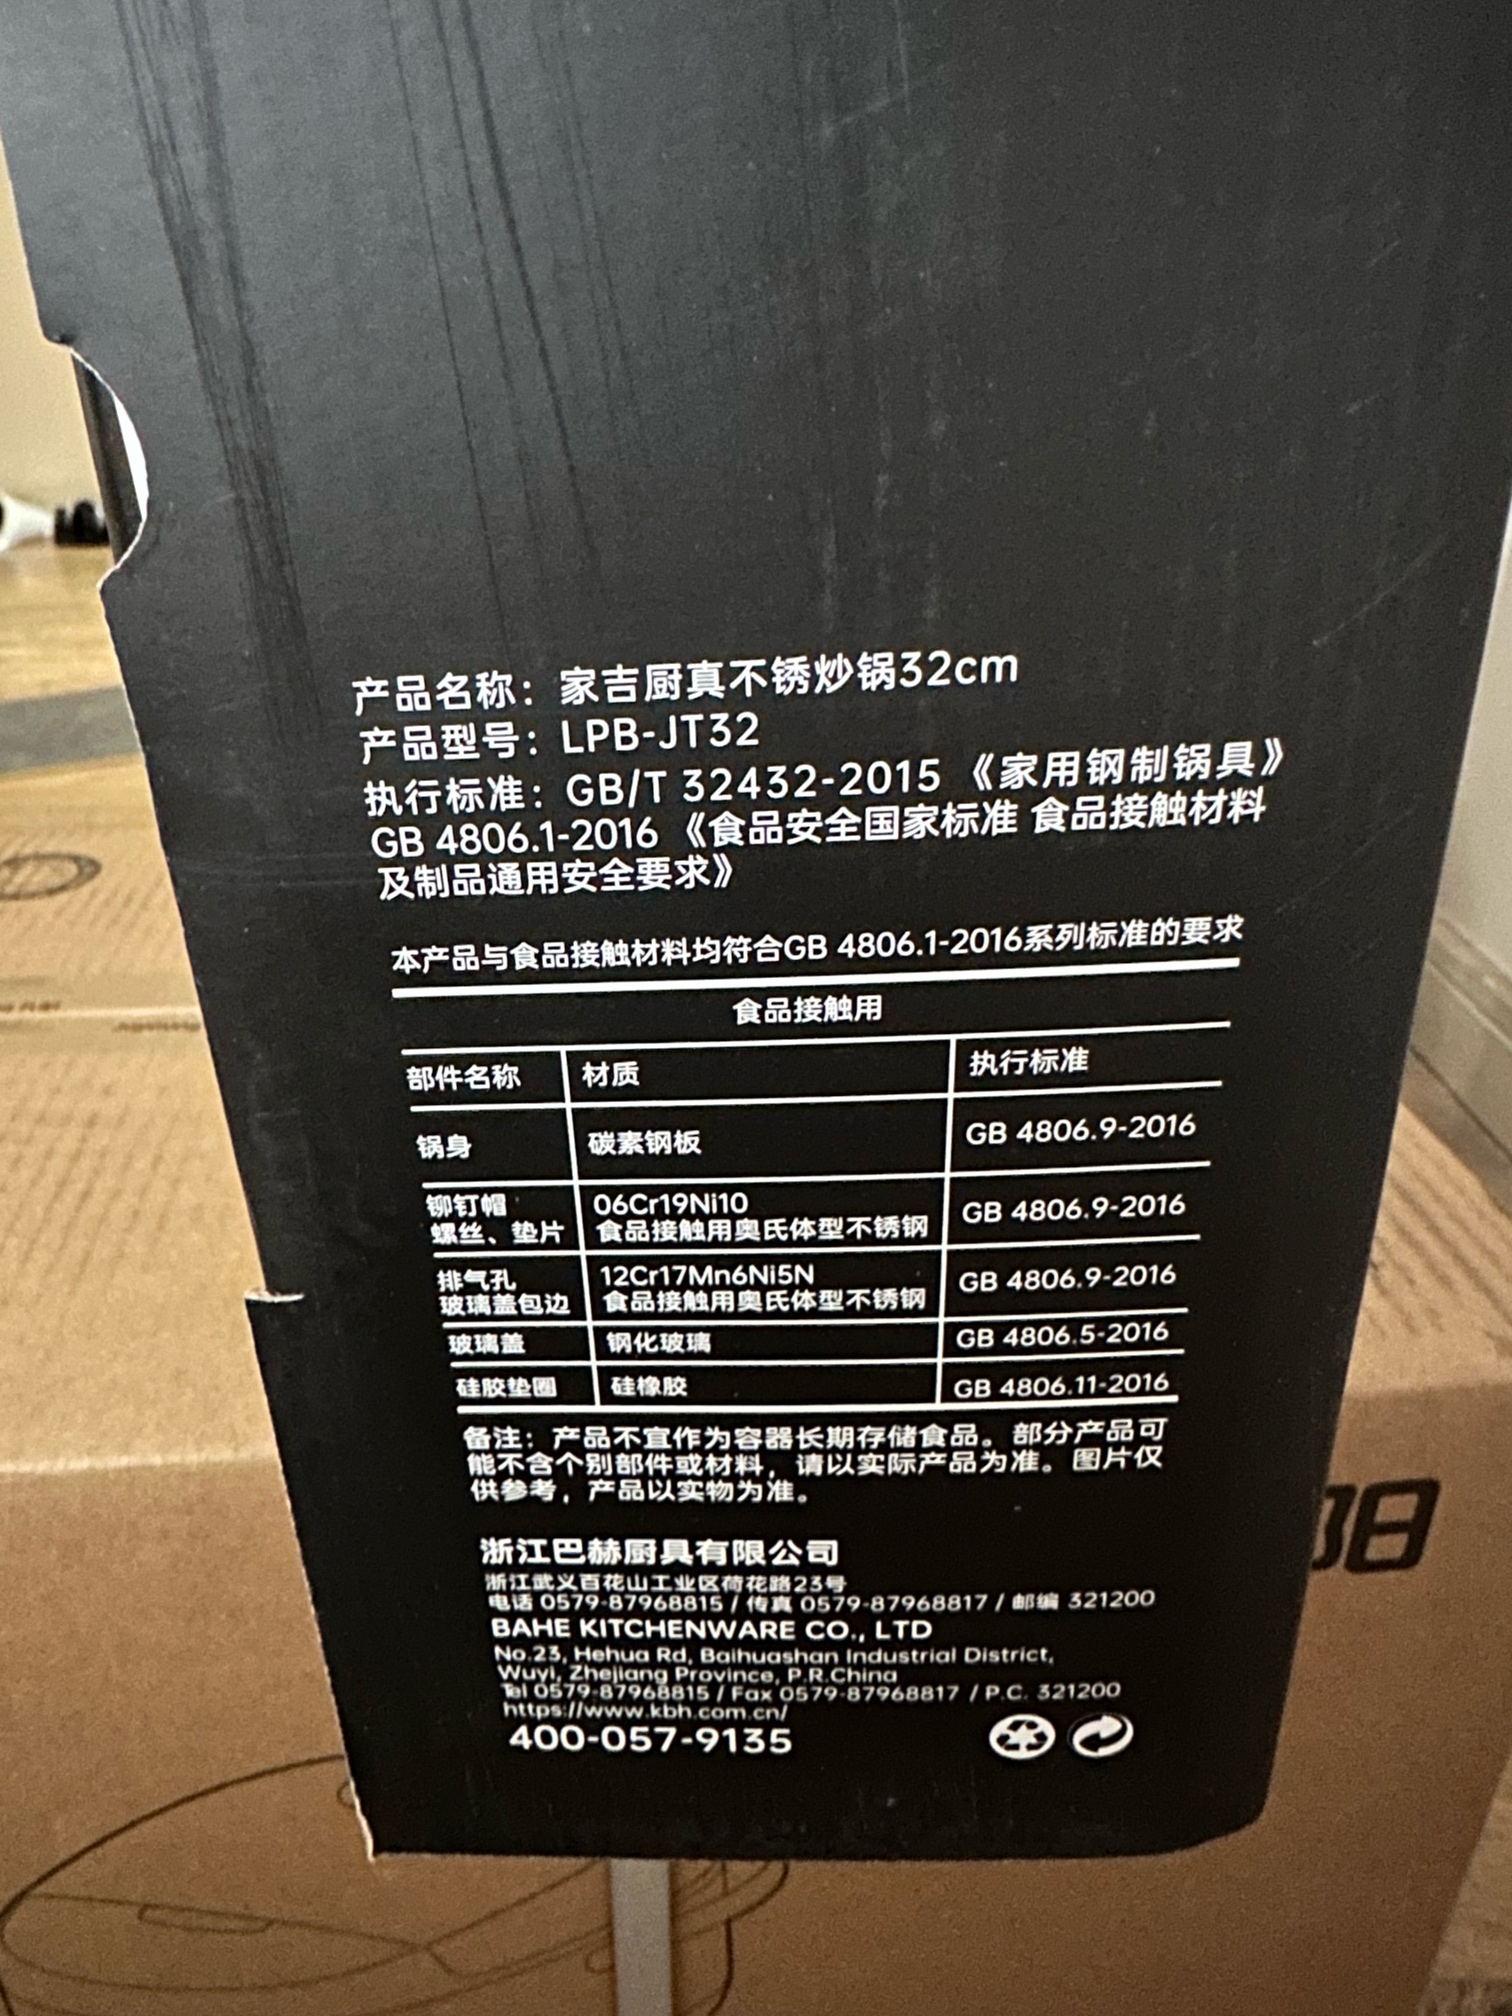 产品名称：家吉厨真不锈炒锅32cm
产品型号：LPB-JT32
执行标准：GB/T 32432-2015《家用钢制锅具》
GB 4806.1-2016《食品安全国家标准 食品接触材料
及制品通用安全要求》
本产品与食品接触材料均符合GB 4806.1-2016系列标准的要求
食品接触用
部件名称 材质 执行标准
锅身 碳素钢板 GB 4806.9-2016
铆钉帽
螺丝、垫片
06Cr19Ni10
食品接触用奥氏体型不锈钢
GB 4806.9-2016
排气孔
玻璃盖包边
12Cr17Mn6Ni5N
食品接触用奥氏体型不锈钢
GB 4806.9-2016
玻璃盖 钢化玻璃 GB 4806.5-2016
硅胶垫圈 硅橡胶 GB 4806.11-2016
备注：产品不宜作为容器长期存储食品。部分产品可
能不含个别部件或材料，请以实际产品为准。图片仅
供参考，产品以实物为准。
浙江巴赫厨具有限公司
浙江武义百花山工业区荷花路23号
电话 0579-87968815 / 传真 0579-87968817 / 邮编 321200
BAHE KITCHENWARE CO., LTD
No.23, Hehua Rd, Baihuashan Industrial District,
Wuyi, Zhejiang Province, P.R.China
Tel 0579-87968815 / Fax 0579-87968817 / P.C. 321200
https://www.kbh.com.cn/
400-057-9135